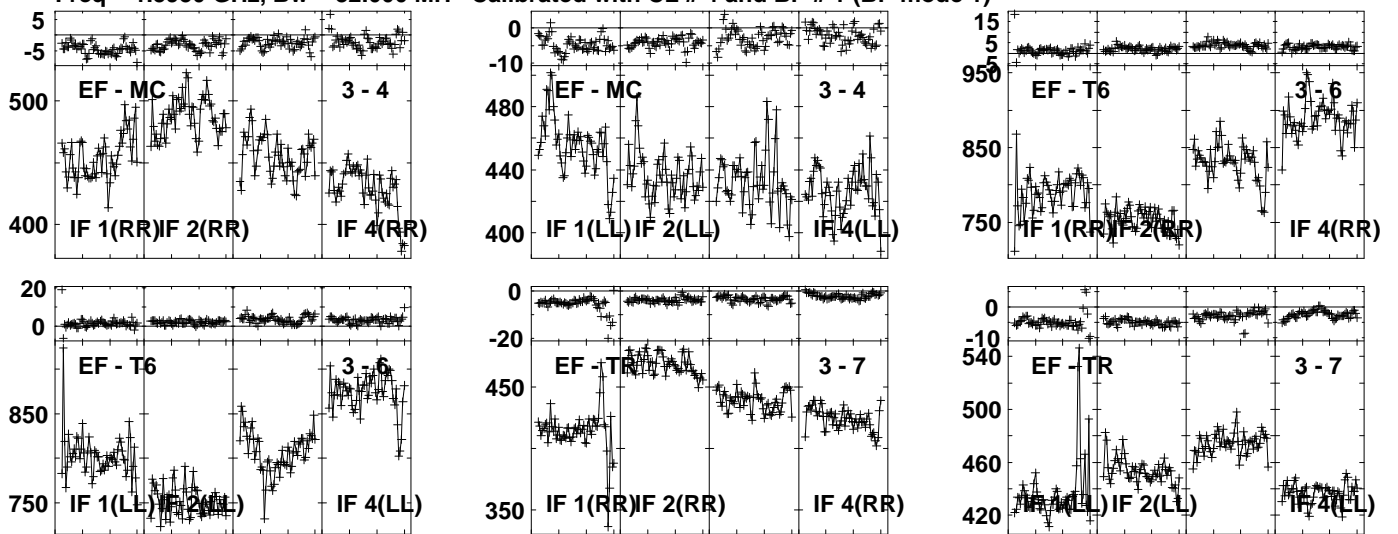 5
-5
500
400
EF - MC
3 - 4
IF 1(RR)
IF 2(RR)
IF 4(RR)
0
-10
480
440
400
EF - MC
3 - 4
IF 1(LL)
IF 2(LL)
IF 4(LL)
15
5
5
950
850
750
EF - T6
3 - 6
IF 1(RR)
IF 2(RR)
IF 4(RR)
20
0
850
750
EF - T6
3 - 6
IF 1(LL)
IF 2(LL)
IF 4(LL)
0
-20
450
350
EF - TR
3 - 7
IF 1(RR)
IF 2(RR)
IF 4(RR)
0
-10
540
500
460
420
EF - TR
3 - 7
IF 1(LL)
IF 2(LL)
IF 4(LL)